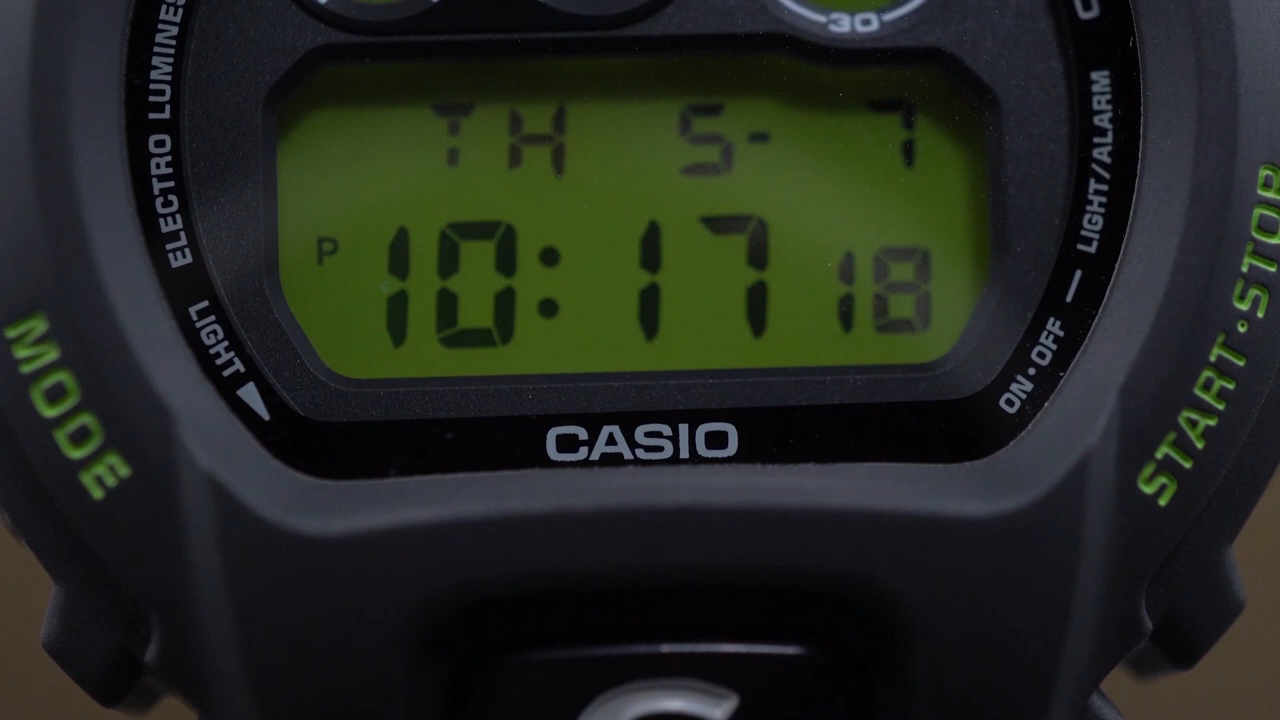 30
ELECTRO LUMINES
TH 5- 7
P 10:17 18
LIGHT/ALARM
ON•OFF
LIGHT
MODE
START•STOP
CASIO